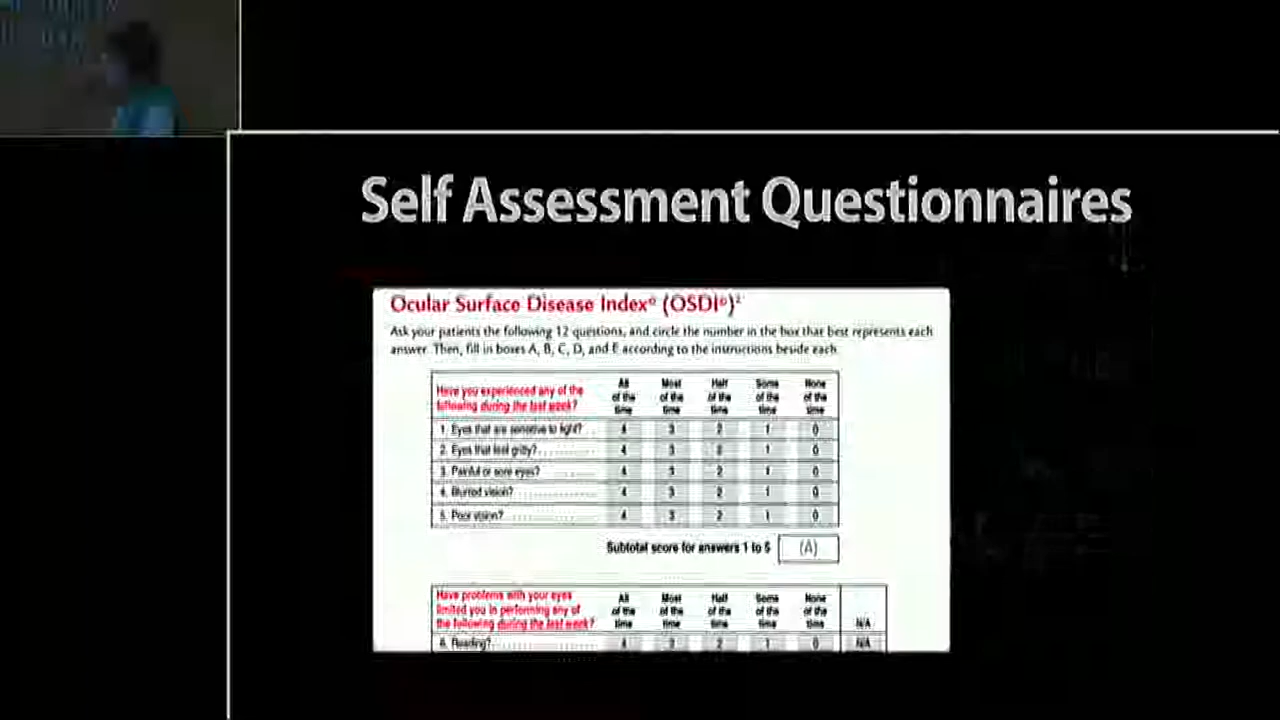 Self Assessment Questionnaires
Ocular Surface Disease Index® (OSDI®)²
Ask your patients the following 12 questions, and circle the number in the box that best represents each
answer. Then, fill in boxes A, B, C, D, and E according to the instructions beside each.
Have you experienced any of the following during the last week? All of the time Most of the time Half of the time Some of the time None of the time
1. Eyes that are sensitive to light? 4 3 2 1 0
2. Eyes that feel gritty? 4 3 2 1 0
3. Painful or sore eyes? 4 3 2 1 0
4. Blurred vision? 4 3 2 1 0
5. Poor vision? 4 3 2 1 0
Subtotal score for answers 1 to 5 (A)
Have problems with your eyes limited you in performing any of the following during the last week? All of the time Most of the time Half of the time Some of the time None of the time N/A
6. Reading? 4 3 2 1 0 N/A